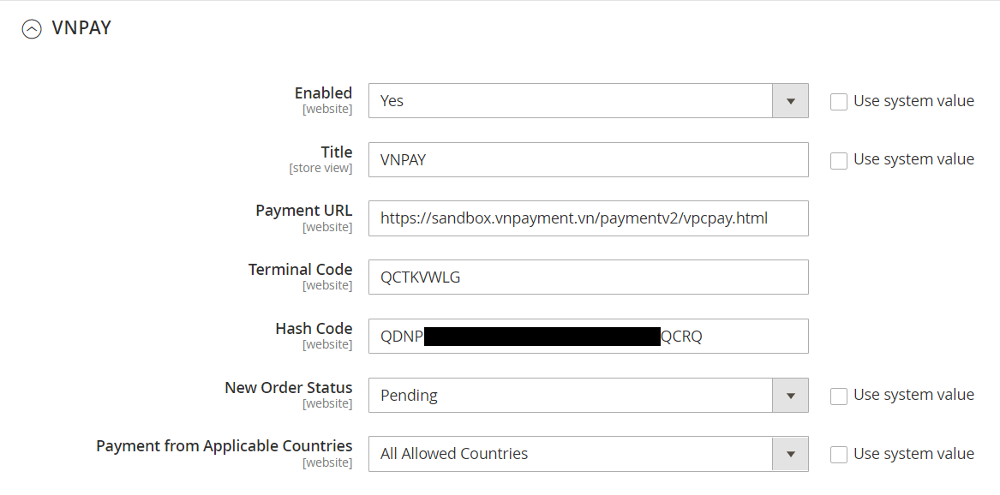 VNPAY
Enabled
[website]
Yes
Use system value
Title
[store view]
VNPAY
Use system value
Payment URL
[website]
https://sandbox.vnpayment.vn/paymentv2/vpcpay.html
Terminal Code
[website]
QCTKVWLG
Hash Code
[website]
QDNP QCRQ
New Order Status
[website]
Pending
Use system value
Payment from Applicable Countries
[website]
All Allowed Countries
Use system value